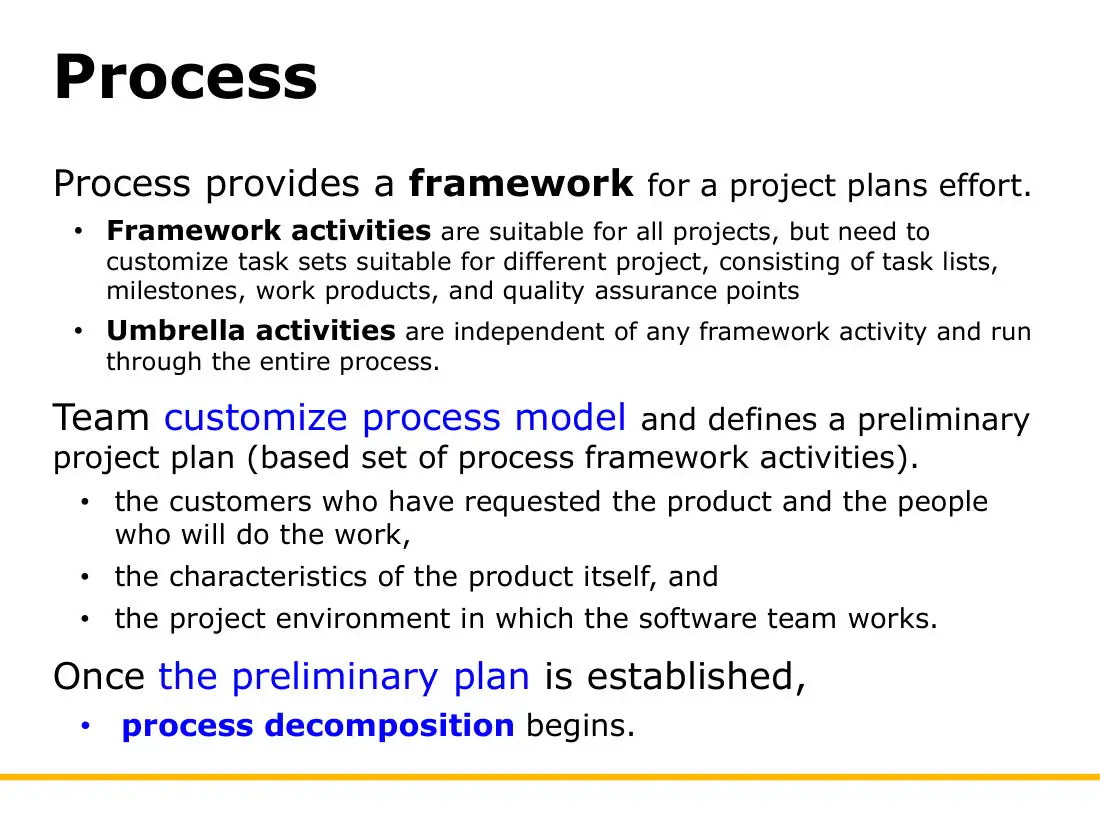 Process
Process provides a framework for a project plans effort.
• Framework activities are suitable for all projects, but need to
customize task sets suitable for different project, consisting of task lists,
milestones, work products, and quality assurance points
• Umbrella activities are independent of any framework activity and run
through the entire process.
Team customize process model and defines a preliminary
project plan (based set of process framework activities).
• the customers who have requested the product and the people
who will do the work,
• the characteristics of the product itself, and
• the project environment in which the software team works.
Once the preliminary plan is established,
• process decomposition begins.